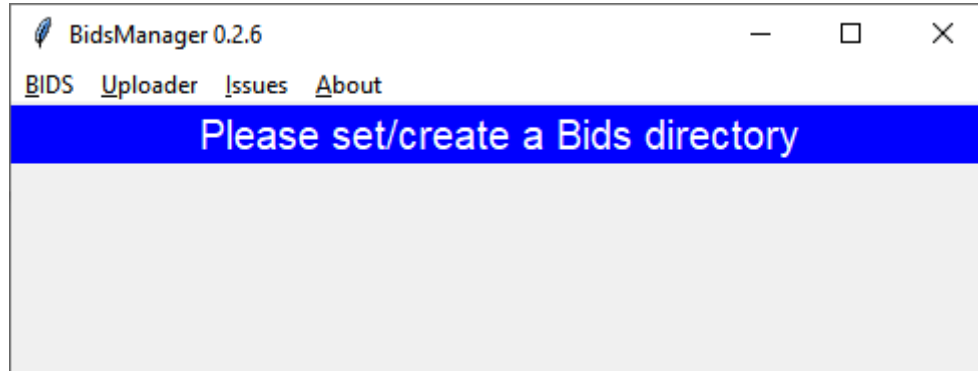 BidsManager 0.2.6
BIDS Uploader Issues About
Please set/create a Bids directory